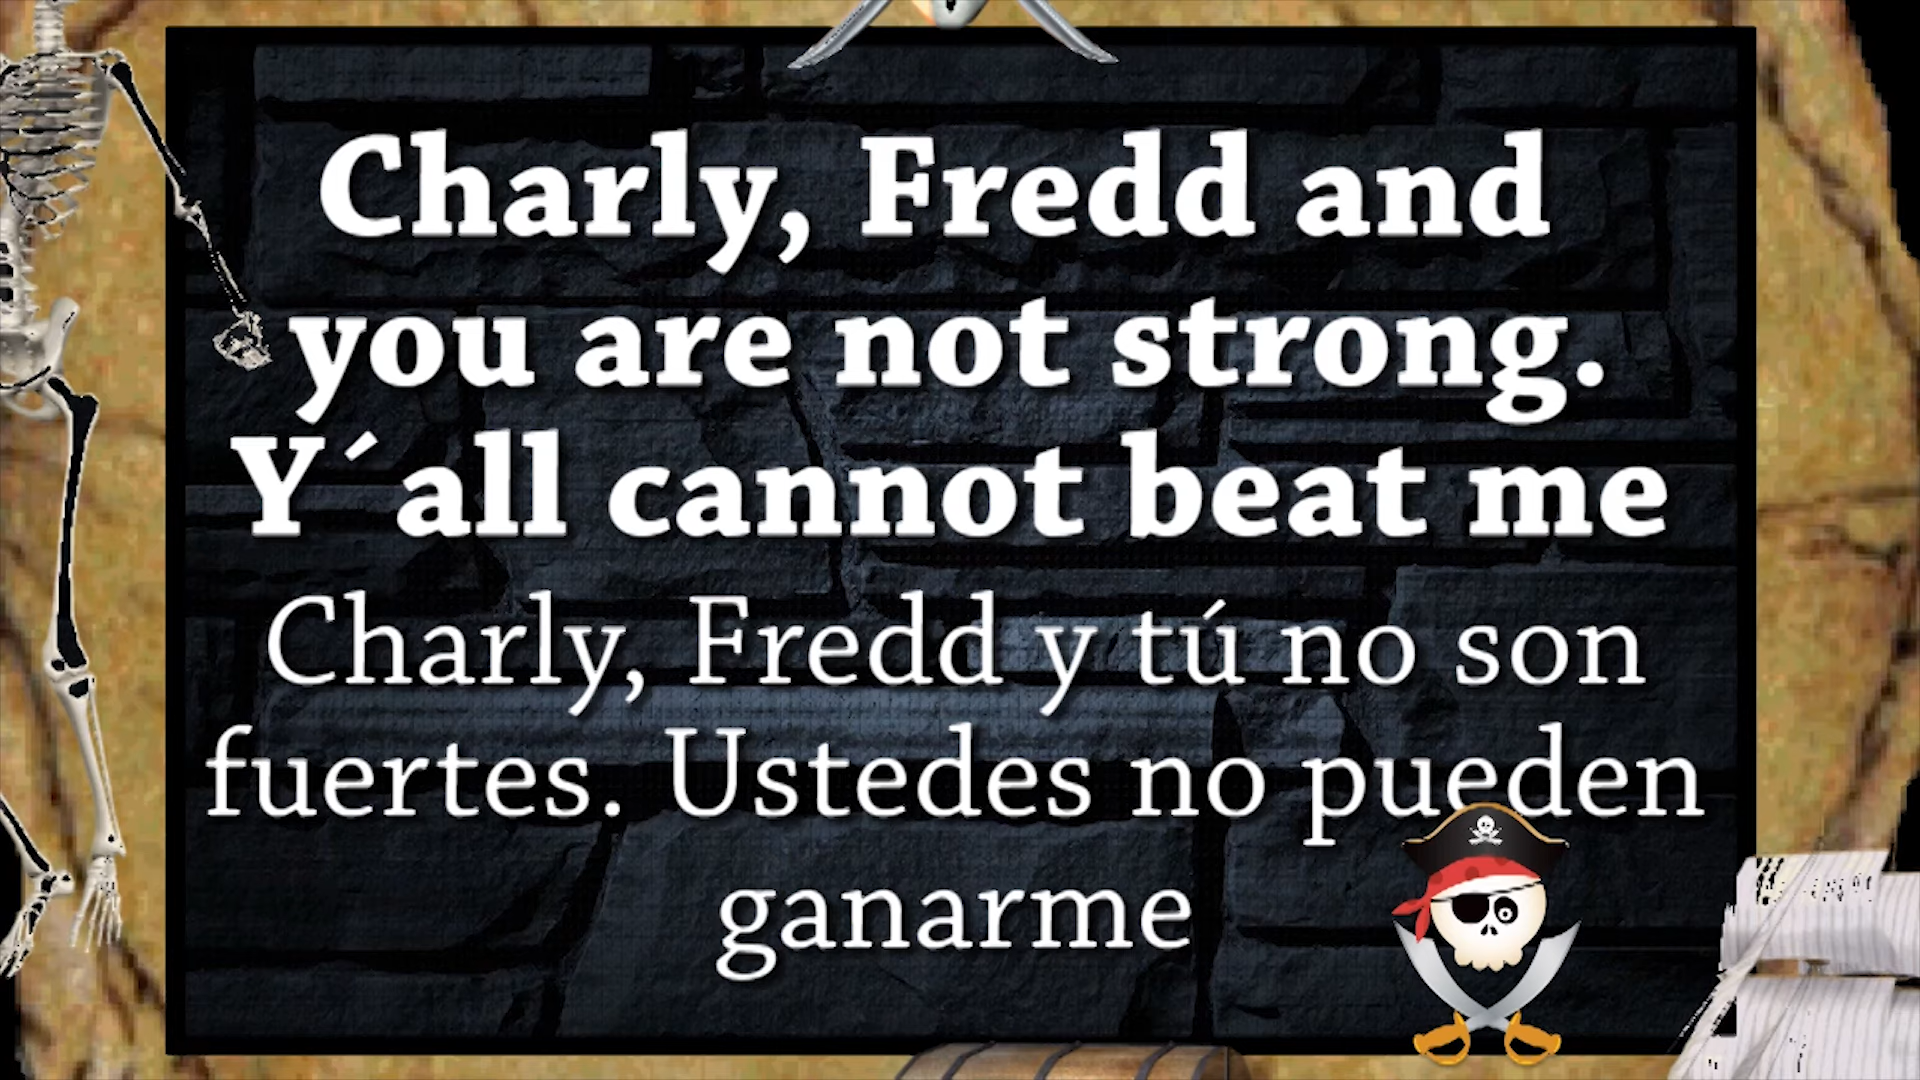 Charly, Fredd and
you are not strong.
Y´all cannot beat me
Charly, Fredd y tú no son
fuertes. Ustedes no pueden
ganarme